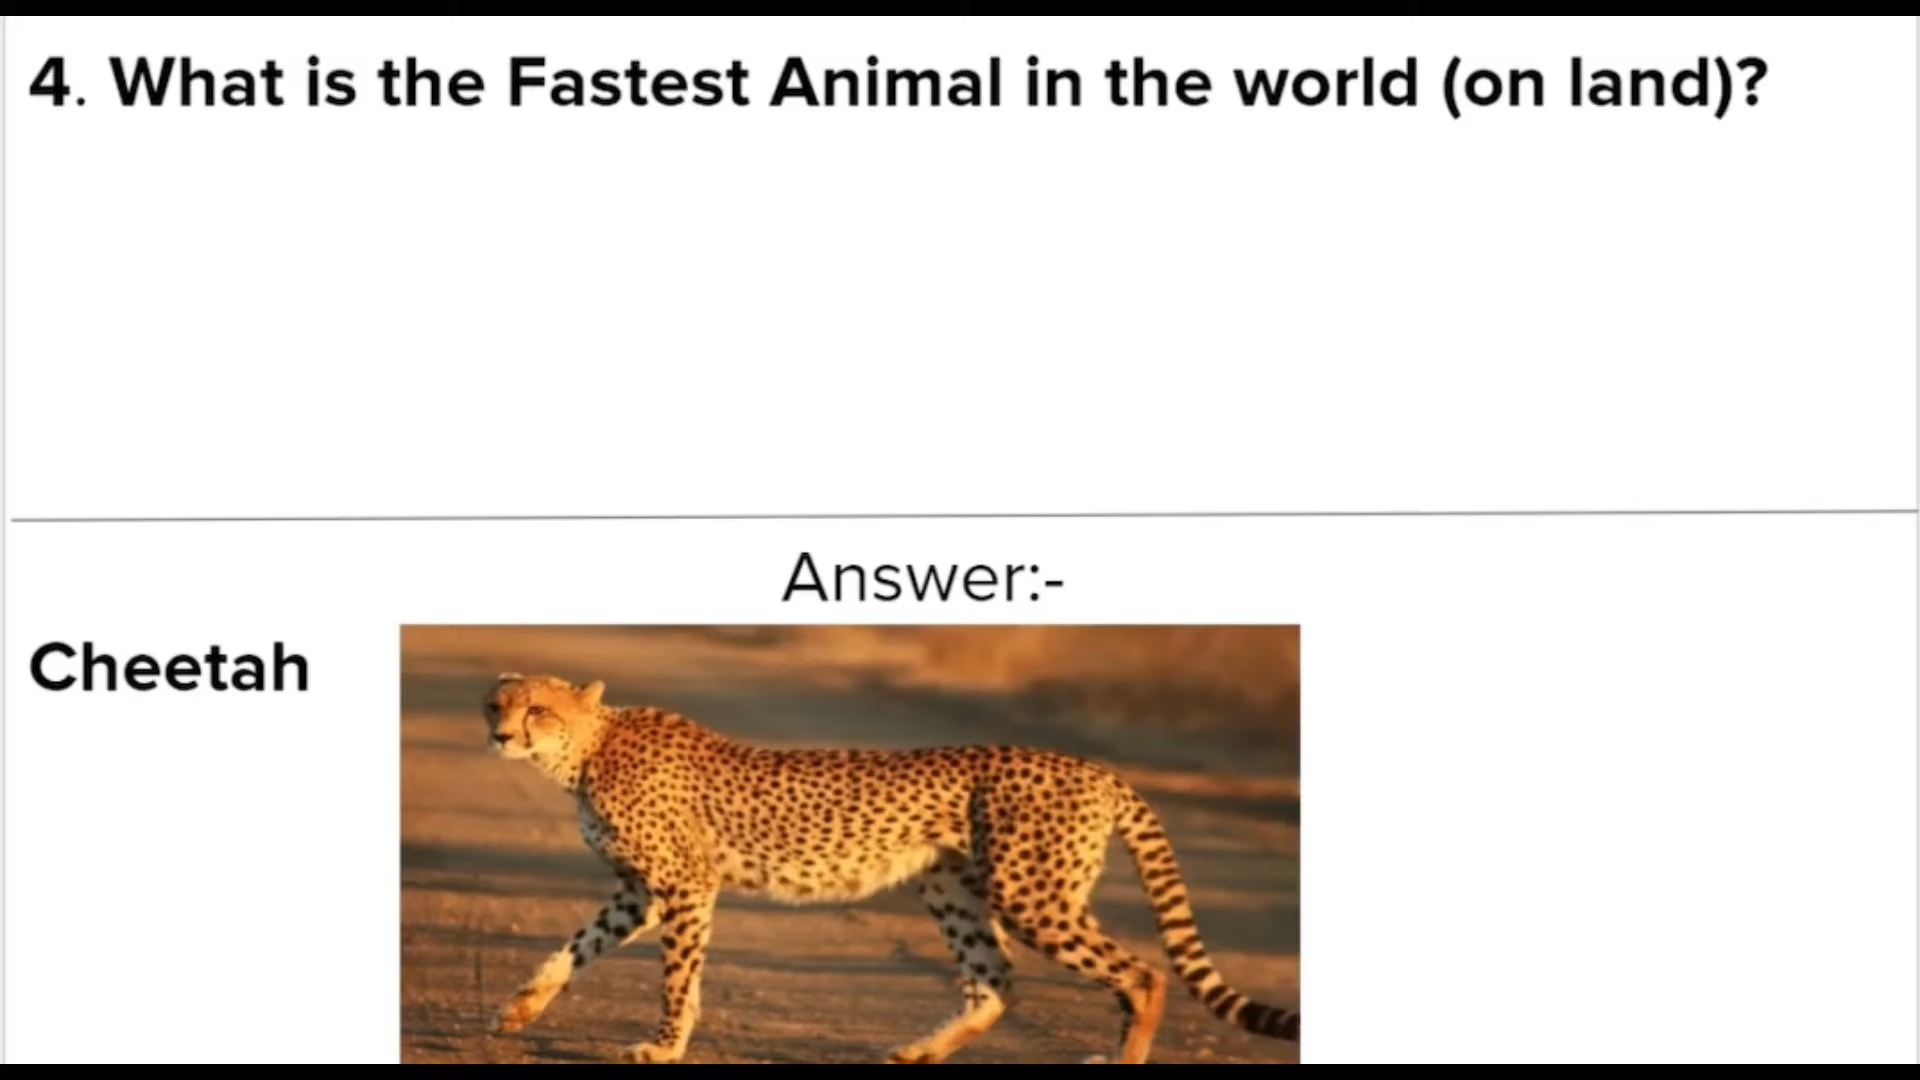 4. What is the Fastest Animal in the world (on land)?
Answer:-
Cheetah